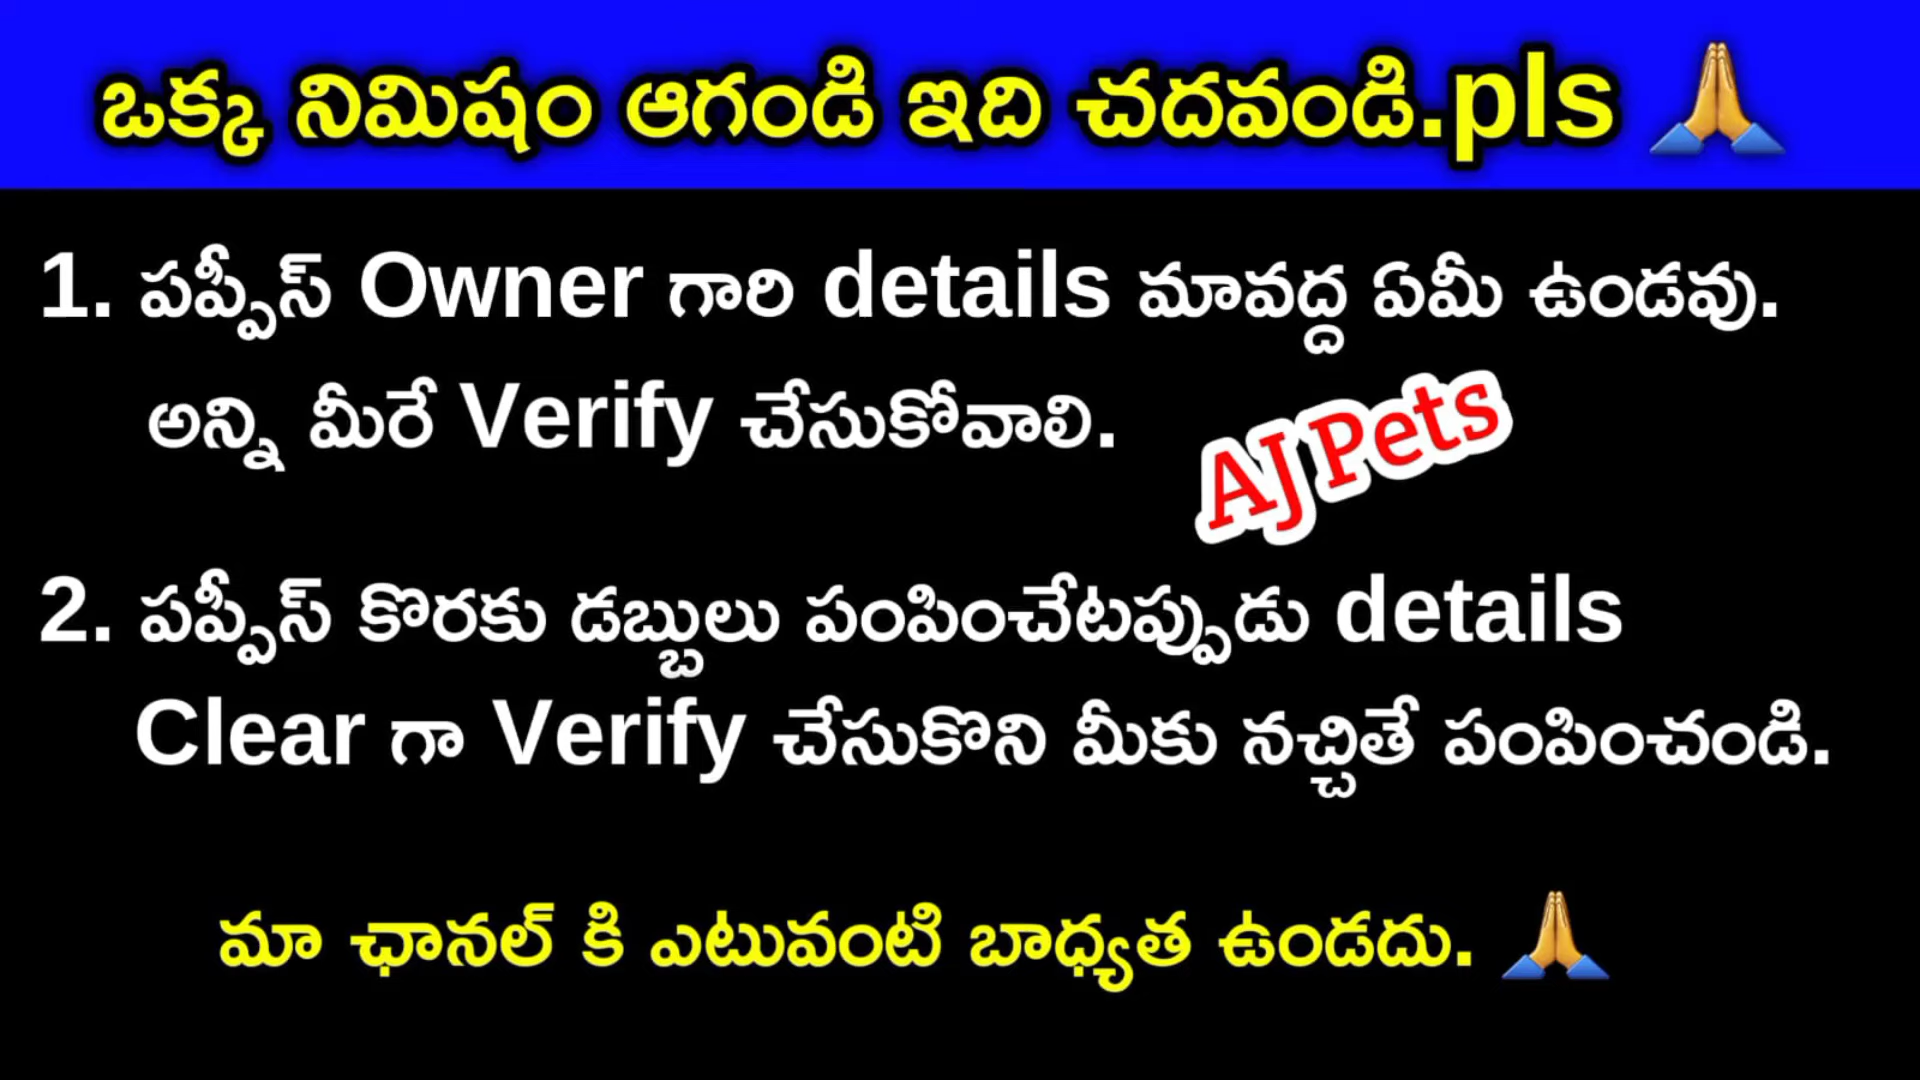 ఒక్క నిమిషం ఆగండి ఇది చదవండి.pls 🙏
1. పప్పీస్ Owner గారి details మావద్ద ఏమీ ఉండవు.
అన్ని మీరే Verify చేసుకోవాలి.
AJ Pets
2. పప్పీస్ కొరకు డబ్బులు పంపించేటప్పుడు details
Clear గా Verify చేసుకొని మీకు నచ్చితే పంపించండి.
మా ఛానల్ కి ఎటువంటి బాధ్యత ఉండదు. 🙏